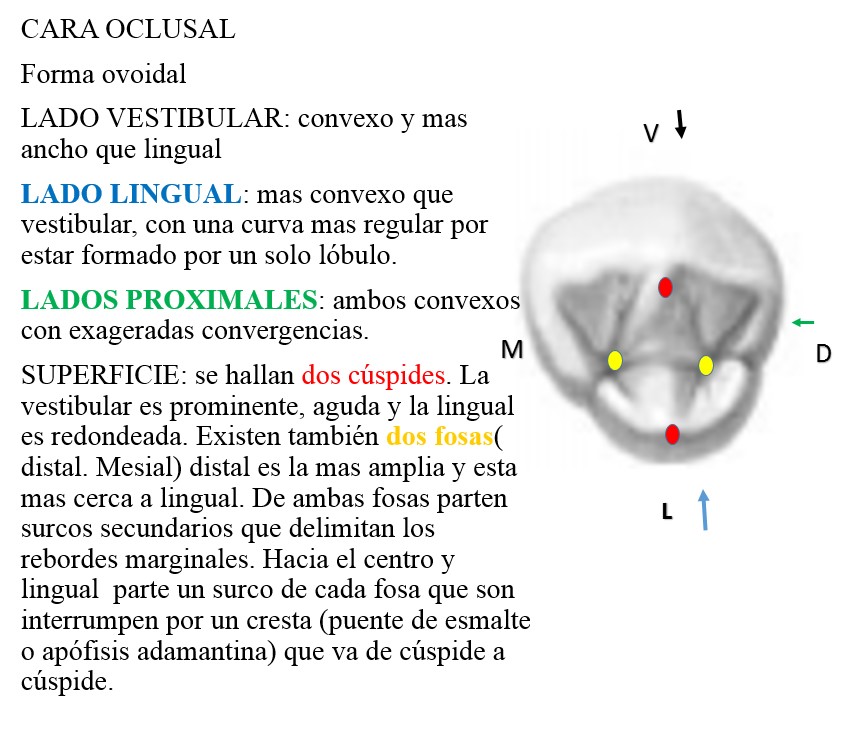 CARA OCLUSAL
Forma ovoidal
LADO VESTIBULAR: convexo y mas
ancho que lingual
LADO LINGUAL: mas convexo que
vestibular, con una curva mas regular por
estar formado por un solo lóbulo.
LADOS PROXIMALES: ambos convexos
con exageradas convergencias.
SUPERFICIE: se hallan dos cúspides. La
vestibular es prominente, aguda y la lingual
es redondeada. Existen también dos fosas(
distal. Mesial) distal es la mas amplia y esta
mas cerca a lingual. De ambas fosas parten
surcos secundarios que delimitan los
rebordes marginales. Hacia el centro y
lingual  parte un surco de cada fosa que son
interrumpen por un cresta (puente de esmalte
o apófisis adamantina) que va de cúspide a
cúspide.
V
M
D
L